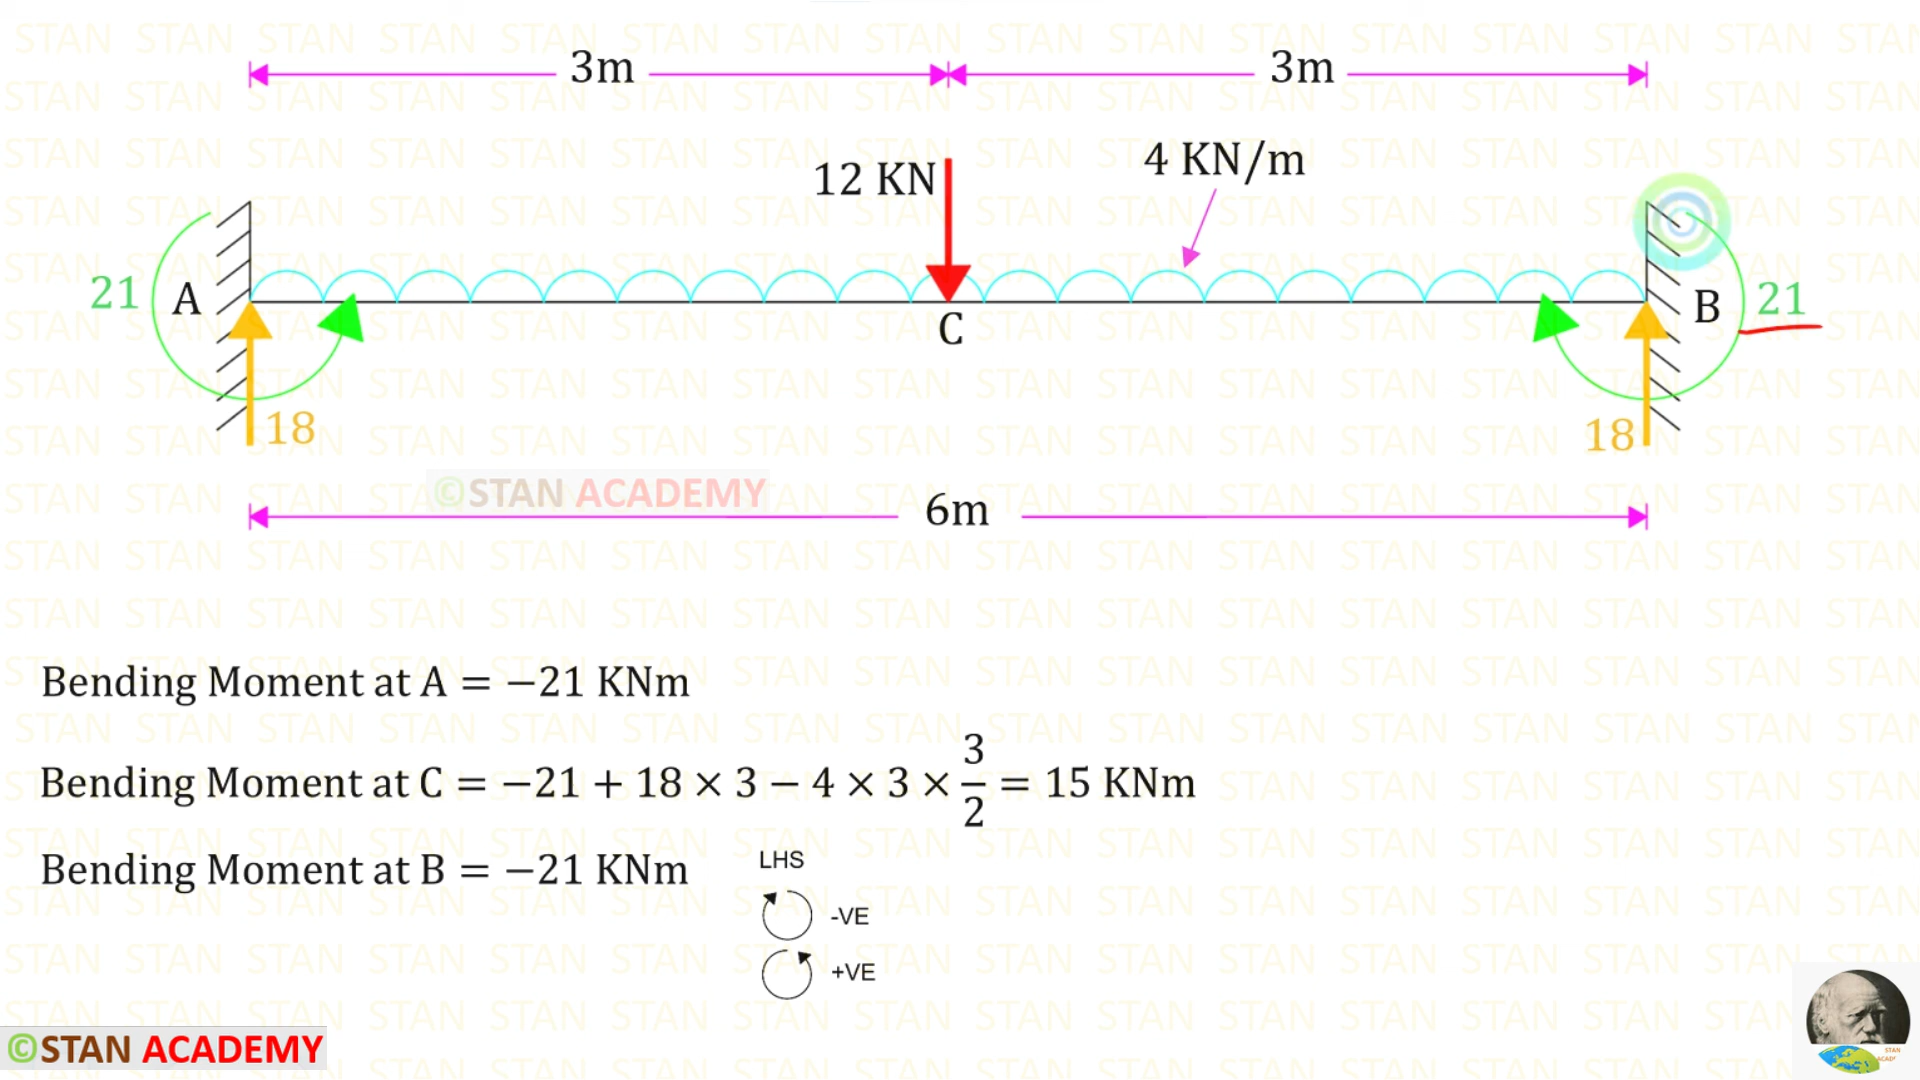 3m 3m
12 KN 4 KN/m
21 A C B 21
18 18
©STAN ACADEMY
6m
Bending Moment at A = −21 KNm
Bending Moment at C = −21 + 18 × 3 − 4 × 3 × 3/2 = 15 KNm
Bending Moment at B = −21 KNm
LHS
-VE
+VE
©STAN ACADEMY
STAN